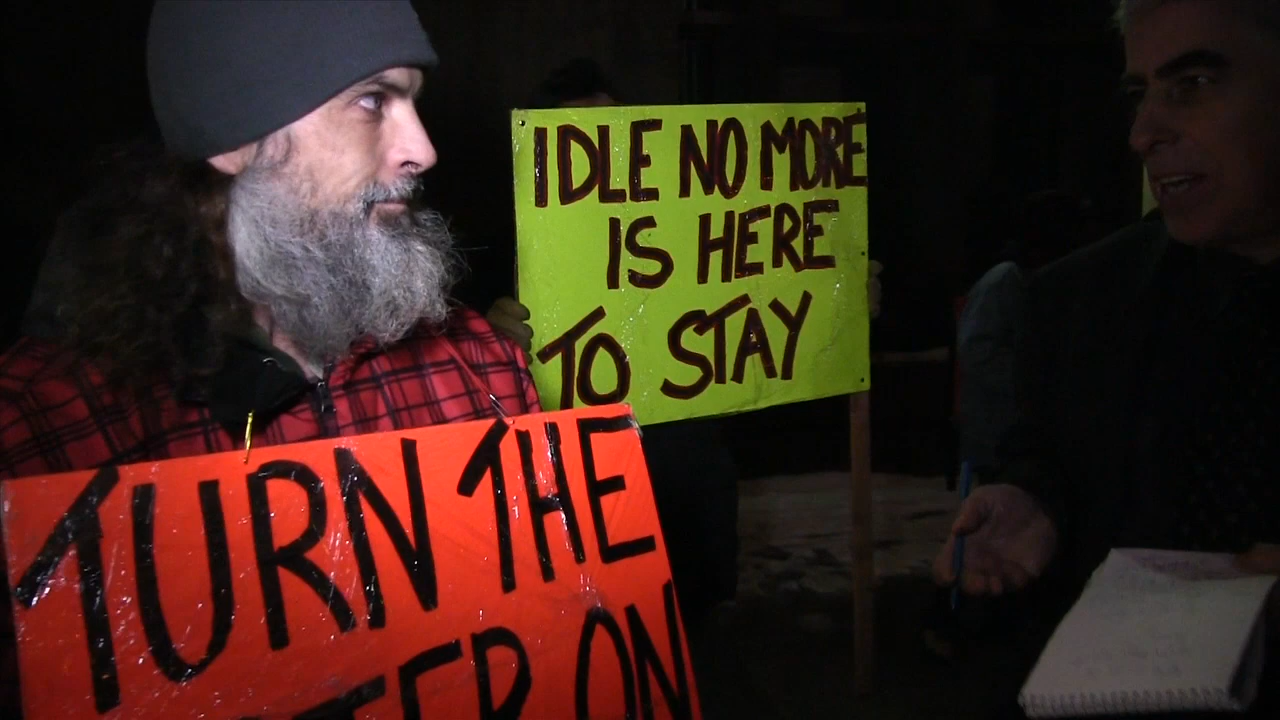 IDLE NO MORE
IS HERE
TO STAY
TURN THE
ON